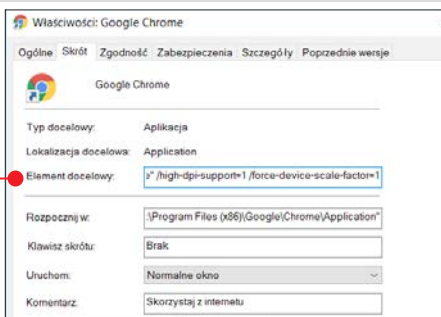 Właściwości: Google Chrome
Ogólne Skrót Zgodność Zabezpieczenia Szczegóły Poprzednie wersje
Google Chrome
Typ docelowy: Aplikacja
Lokalizacja docelowa: Application
Element docelowy: e" /high-dpi-support=1 /force-device-scale-factor=1
Rozpocznij w: :\Program Files (x86)\Google\Chrome\Application"
Klawisz skrótu: Brak
Uruchom: Normalne okno
Komentarz: Skorzystaj z internetu